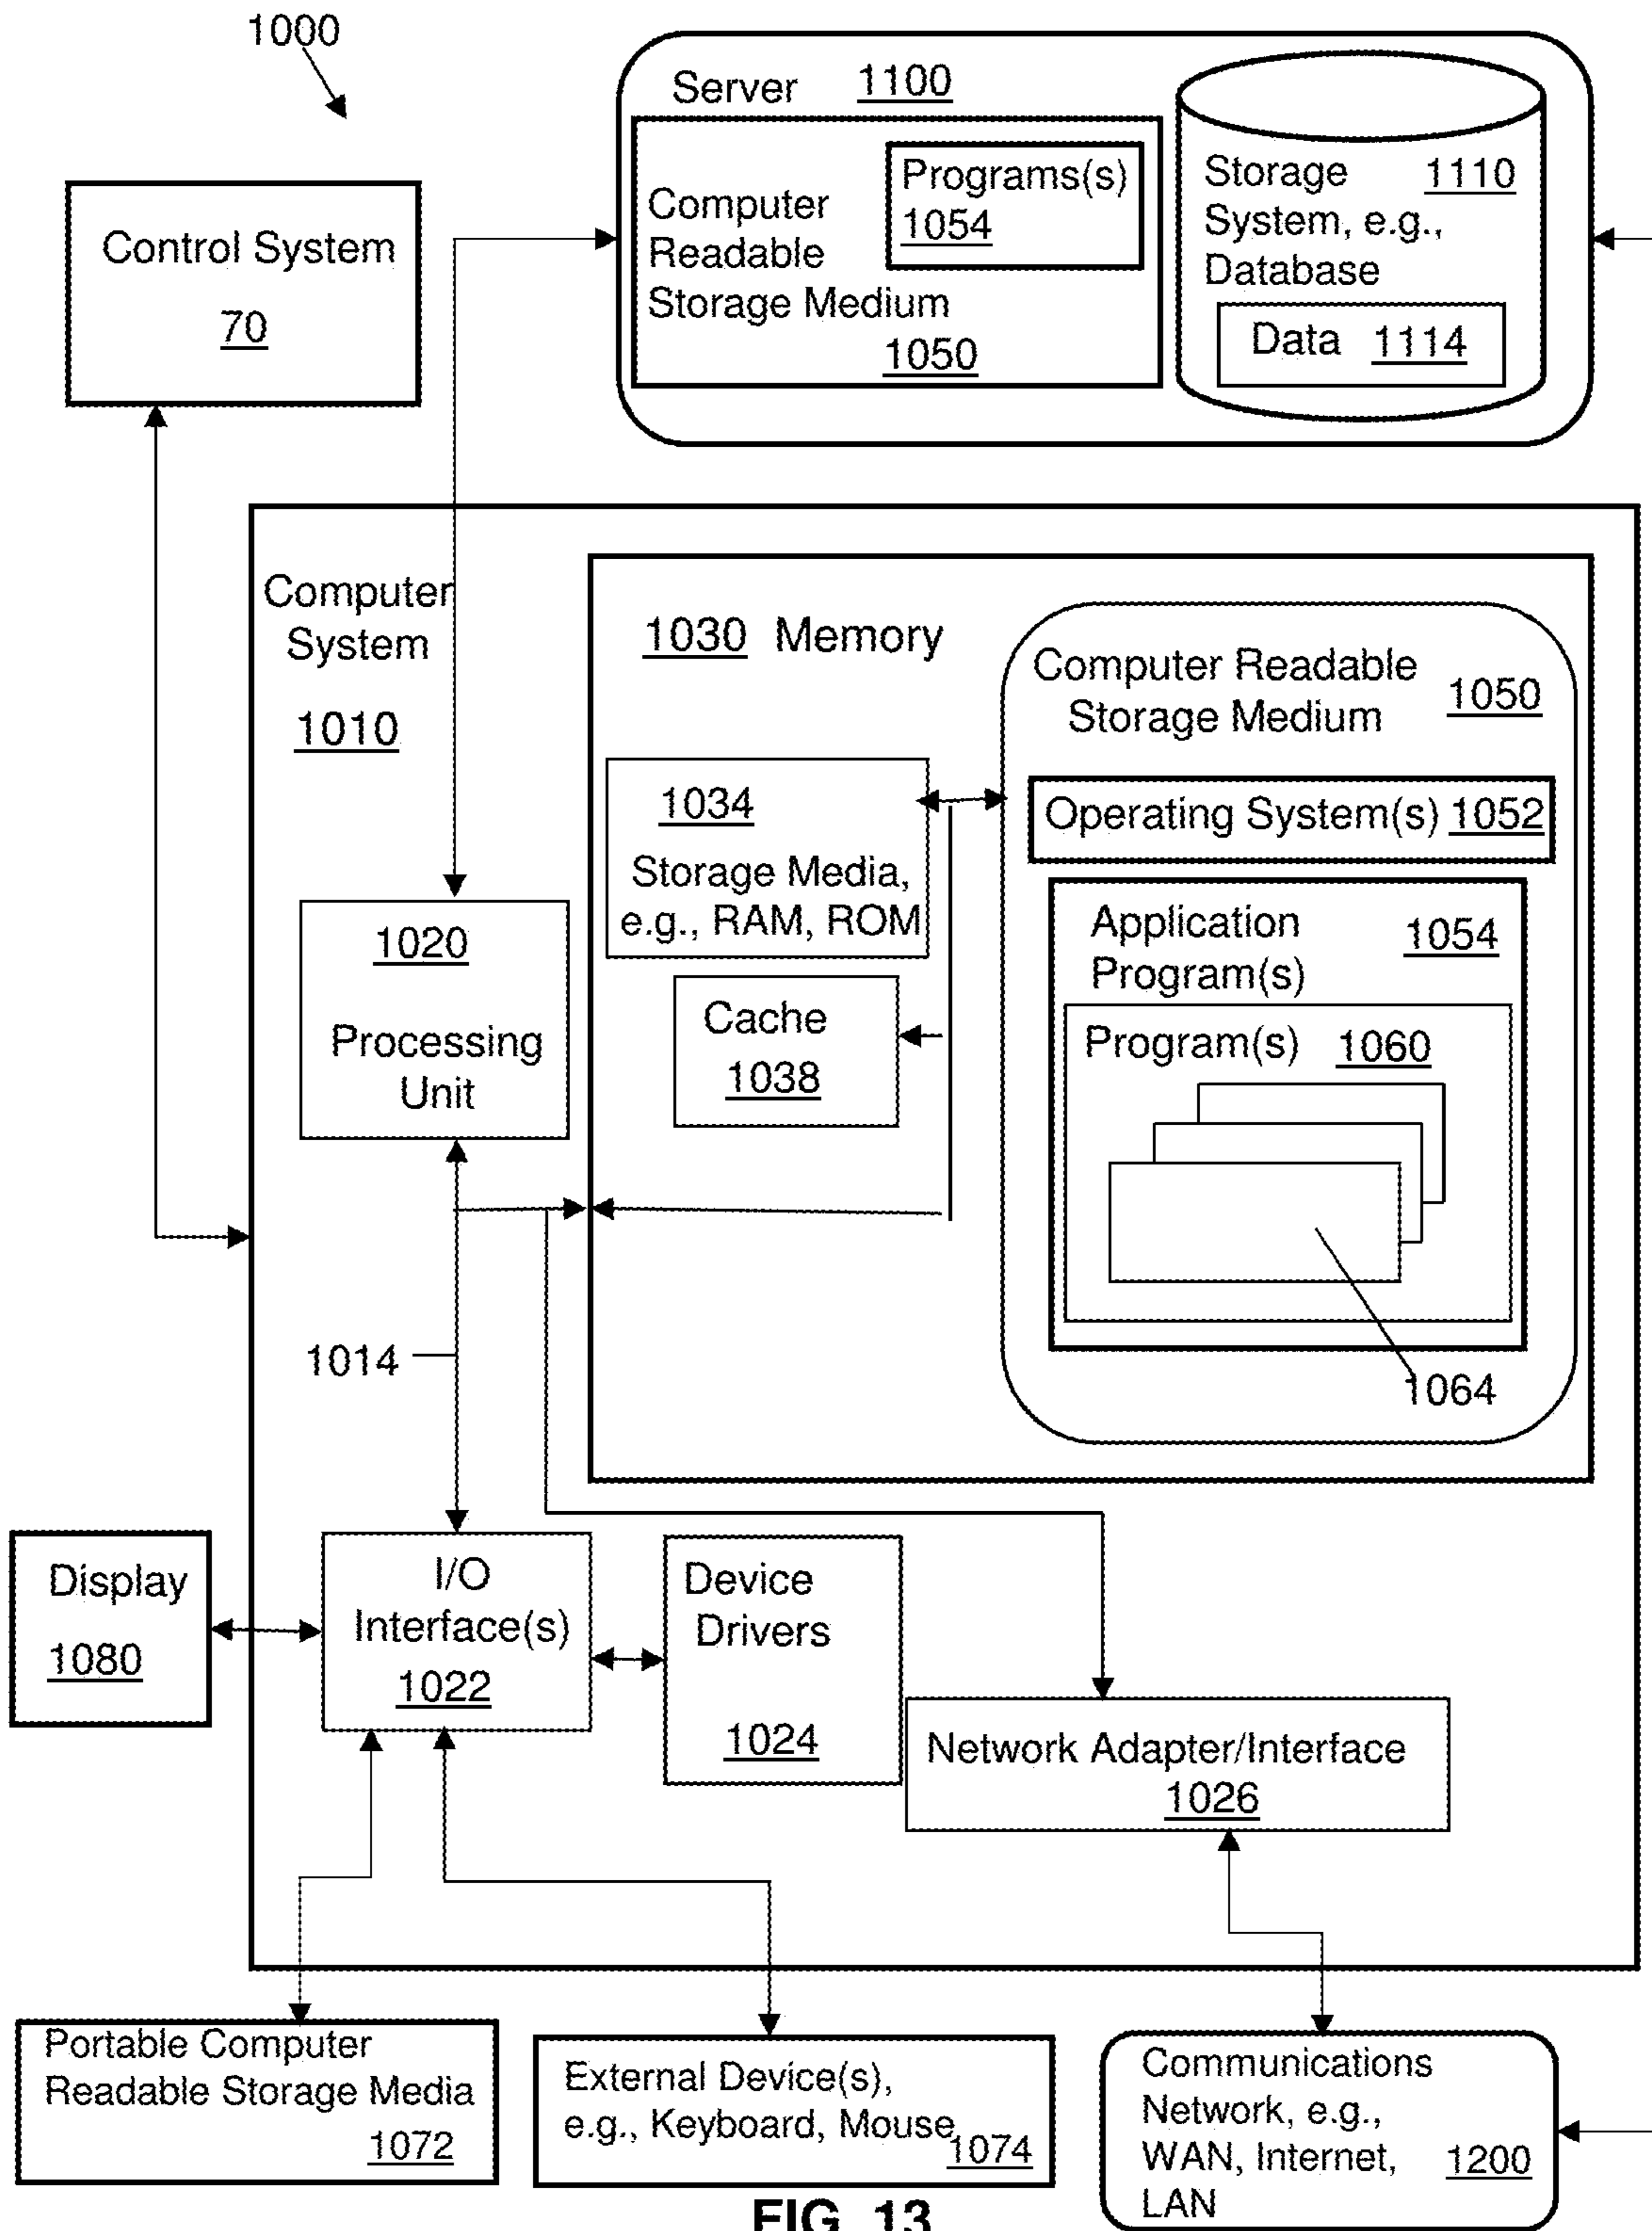 1000
Server 1100
Programs(s)
1054
Computer
Readable
Storage Medium
1050
Storage 1110
System, e.g.,
Database
Data 1114
Control System
70
Computer
System
1010
1030 Memory
Computer Readable
Storage Medium
1050
1034
Storage Media,
e.g., RAM, ROM
Operating System(s) 1052
Application
Program(s)
1054
1020
Processing
Unit
Cache
1038
Program(s) 1060
1064
1014
Display
1080
I/O
Interface(s)
1022
Device
Drivers
1024
Network Adapter/Interface
1026
Portable Computer
Readable Storage Media
1072
External Device(s),
e.g., Keyboard, Mouse
1074
Communications
Network, e.g.,
WAN, Internet,
LAN
1200
FIG. 13